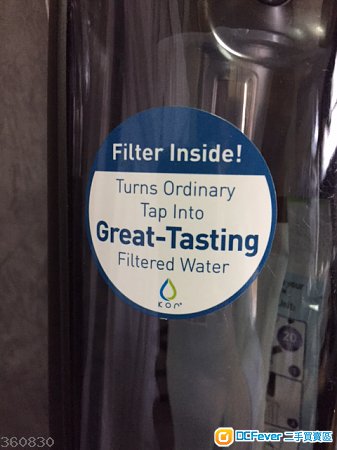 Filter Inside!
Turns Ordinary
Tap Into
Great-Tasting
Filtered Water
KOR
360830
DCFever 二手買賣區